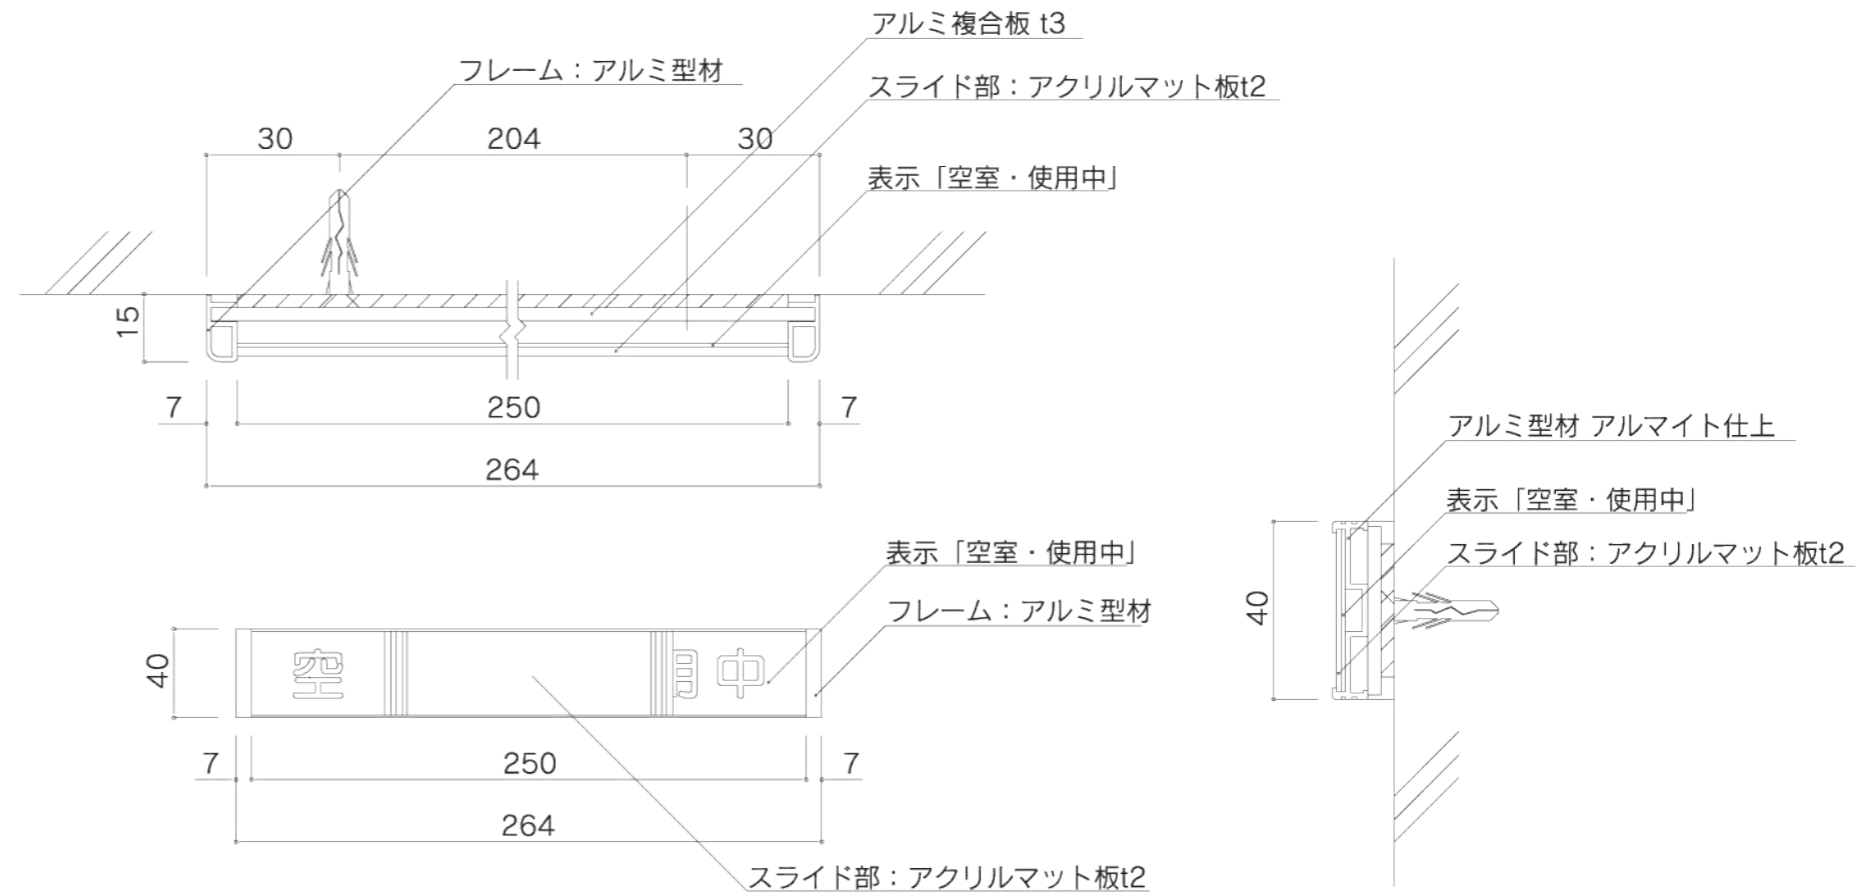 アルミ複合板 t3
フレーム：アルミ型材
スライド部：アクリルマット板t2
30
204
30
表示「空室・使用中」
15
7
250
7
264
アルミ型材 アルマイト仕上
表示「空室・使用中」
スライド部：アクリルマット板t2
40
表示「空室・使用中」
フレーム：アルミ型材
40
空
中
7
250
7
264
スライド部：アクリルマット板t2